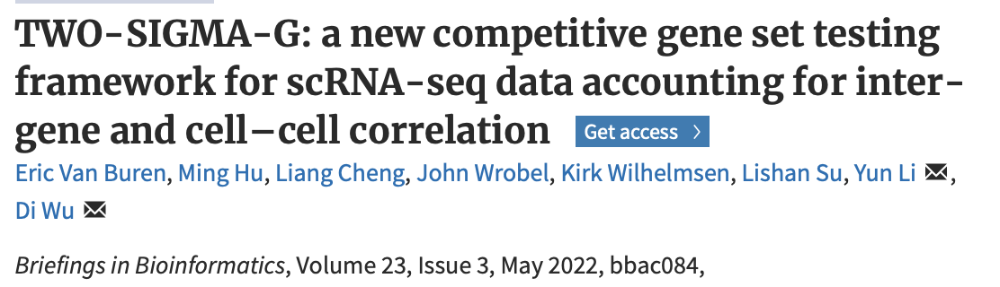 TWO-SIGMA-G: a new competitive gene set testing
framework for scRNA-seq data accounting for inter-
gene and cell–cell correlation Get access >
Eric Van Buren, Ming Hu, Liang Cheng, John Wrobel, Kirk Wilhelmsen, Lishan Su, Yun Li ,
Di Wu
Briefings in Bioinformatics, Volume 23, Issue 3, May 2022, bbac084,